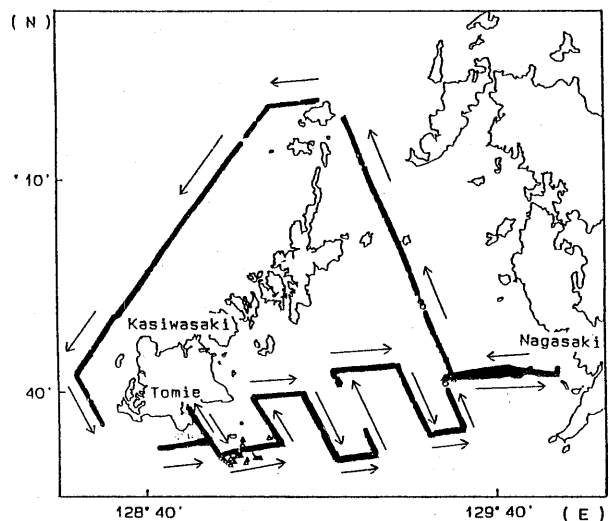 ( N )
' 10'
Kasiwasaki
Nagasaki
40'
Tomie
128° 40'
129° 40'
( E )